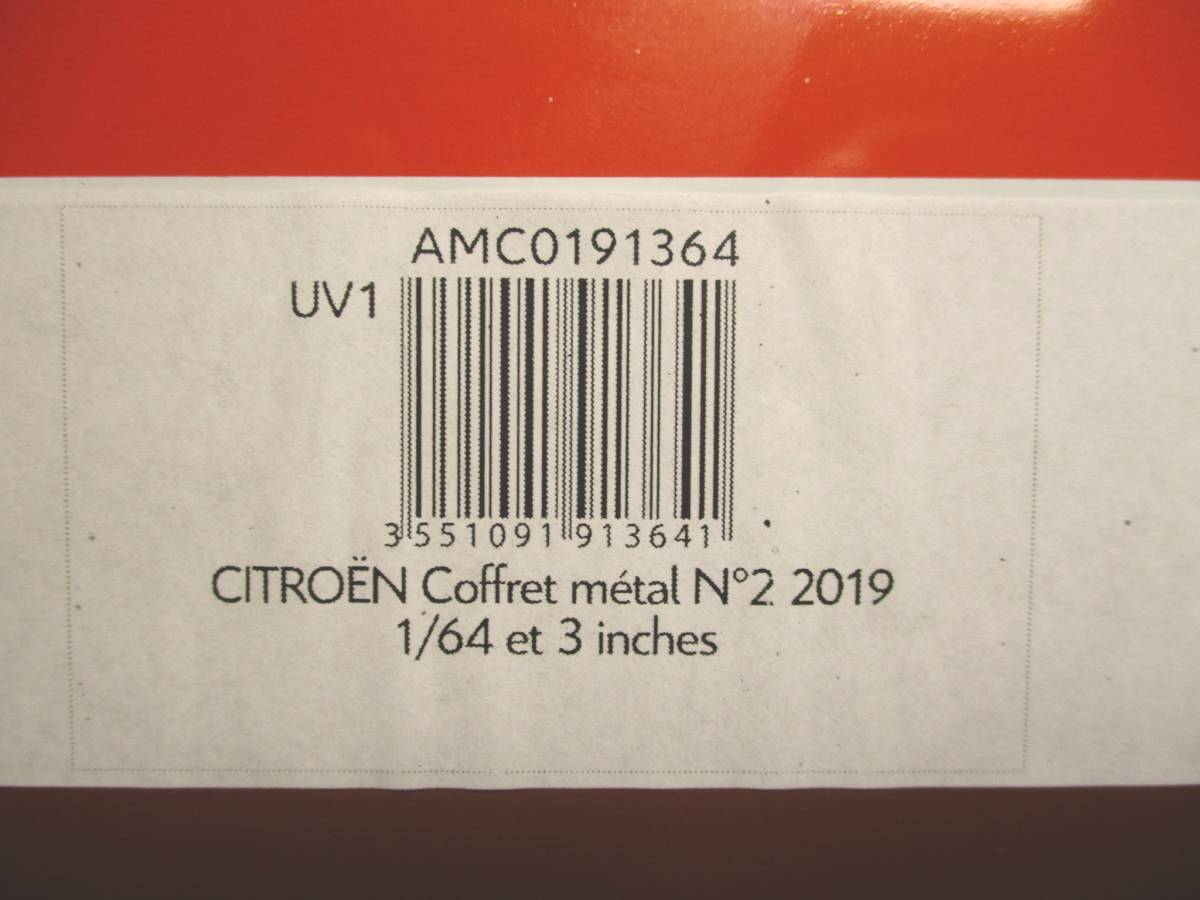 AMC0191364
UV1
3 551091 913641
CITROËN Coffret métal N°2 2019
1/64 et 3 inches